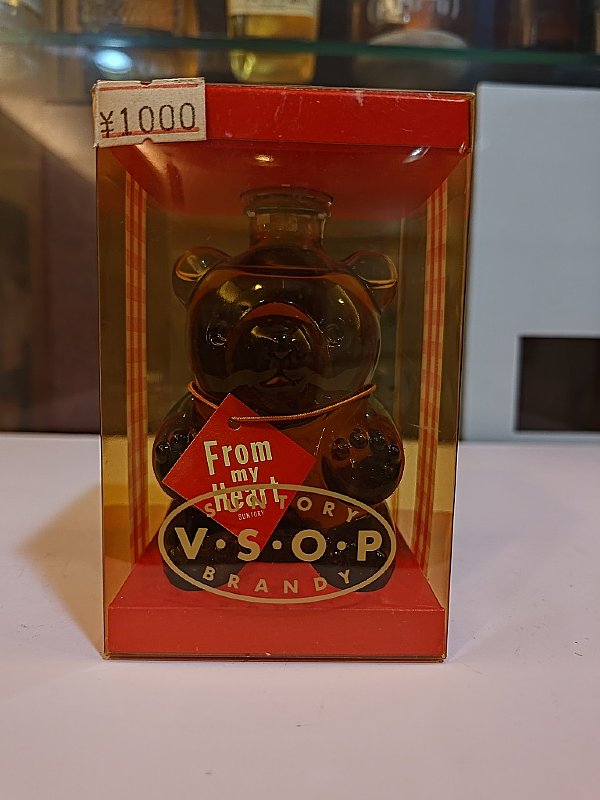 ¥1000
From
my
Heart
SUNTORY
SUNTORY
V·S·O·P
BRANDY